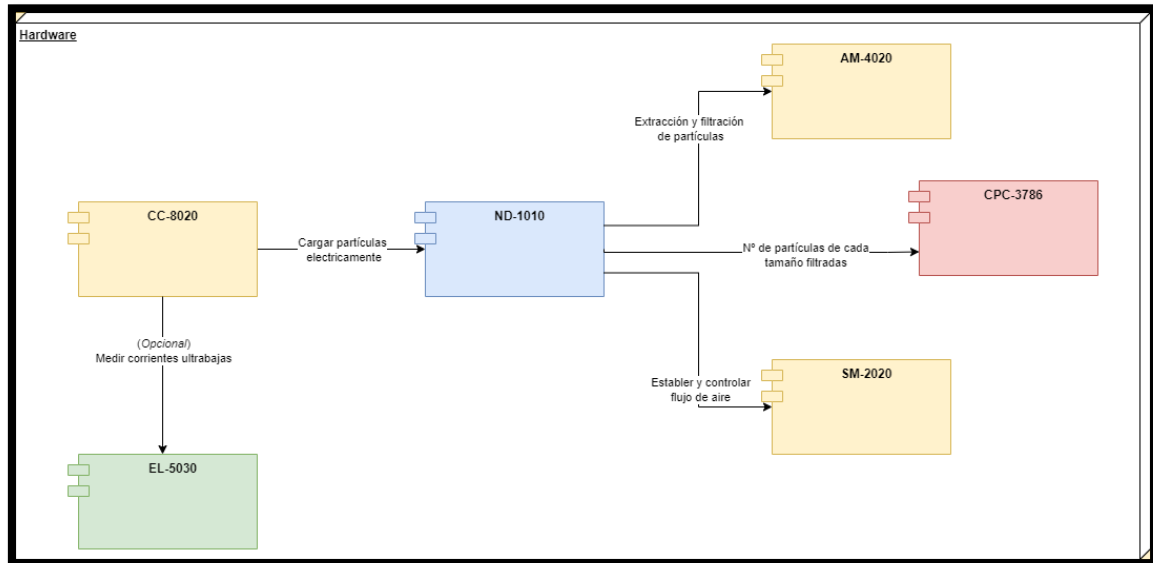 Hardware
AM-4020
Extracción y filtración
de partículas
CPC-3786
CC-8020
ND-1010
Cargar partículas
electricamente
Nº de partículas de cada
tamaño filtradas
(Opcional)
Medir corrientes ultrabajas
SM-2020
Establer y controlar
flujo de aire
EL-5030